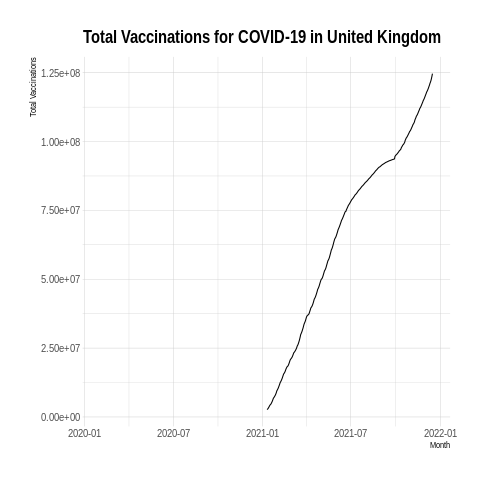 Total Vaccinations for COVID-19 in United Kingdom
Total Vaccinations
1.25e+08
1.00e+08
7.50e+07
5.00e+07
2.50e+07
0.00e+00
2020-01 2020-07 2021-01 2021-07 2022-01
Month